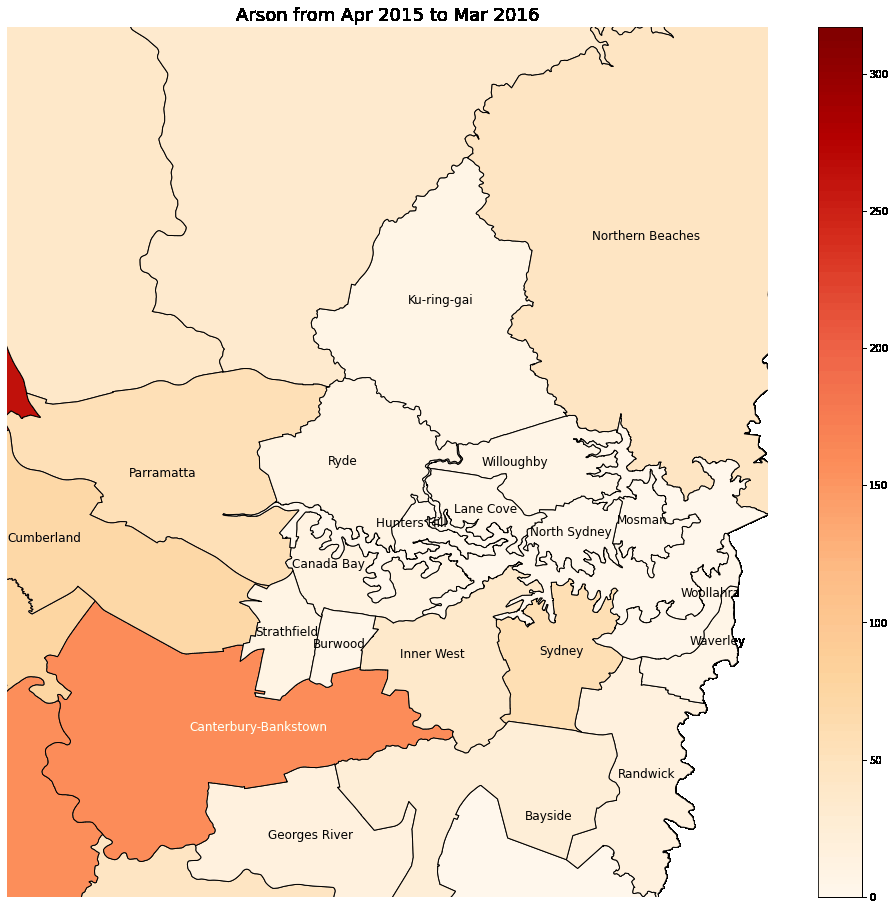 Arson from Apr 2015 to Mar 2016
300
250
200
150
100
50
0
Northern Beaches
Ku-ring-gai
Ryde
Willoughby
Parramatta
Lane Cove
Hunters Hill
Mosman
North Sydney
Cumberland
Canada Bay
Woollahra
Strathfield
Burwood
Waverley
Inner West
Sydney
Canterbury-Bankstown
Randwick
Bayside
Georges River